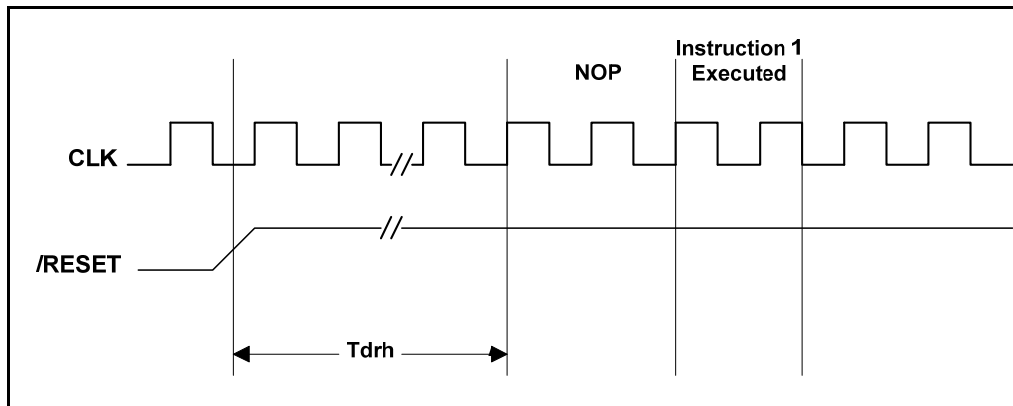 Instruction 1
Executed
NOP
CLK
/RESET
Tdrh